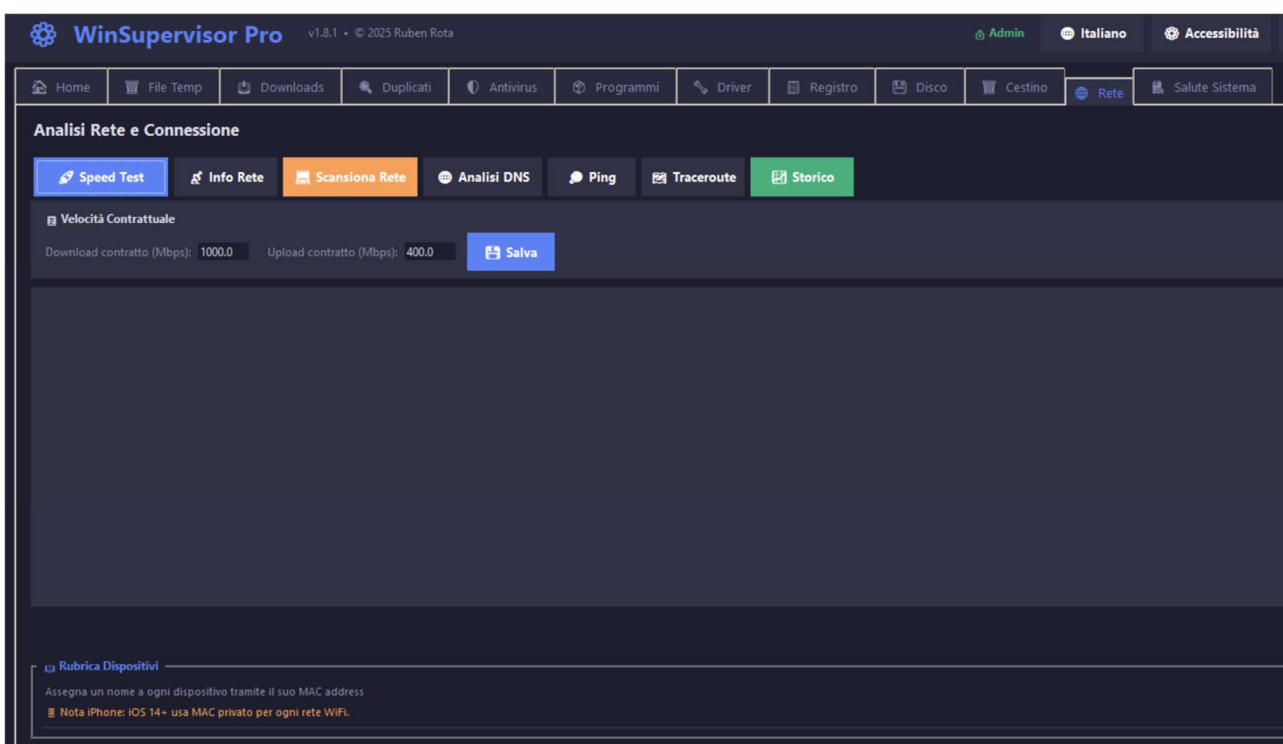 WinSupervisor Pro v1.8.1 • © 2025 Ruben Rota Admin Italiano Accessibilità
Home File Temp Downloads Duplicati Antivirus Programmi Driver Registro Disco Cestino Rete Salute Sistema
Analisi Rete e Connessione
Speed Test Info Rete Scansiona Rete Analisi DNS Ping Traceroute Storico
Velocità Contrattuale
Download contratto (Mbps): 1000.0 Upload contratto (Mbps): 400.0 Salva
Rubrica Dispositivi
Assegna un nome a ogni dispositivo tramite il suo MAC address
Nota iPhone: iOS 14+ usa MAC privato per ogni rete WiFi.